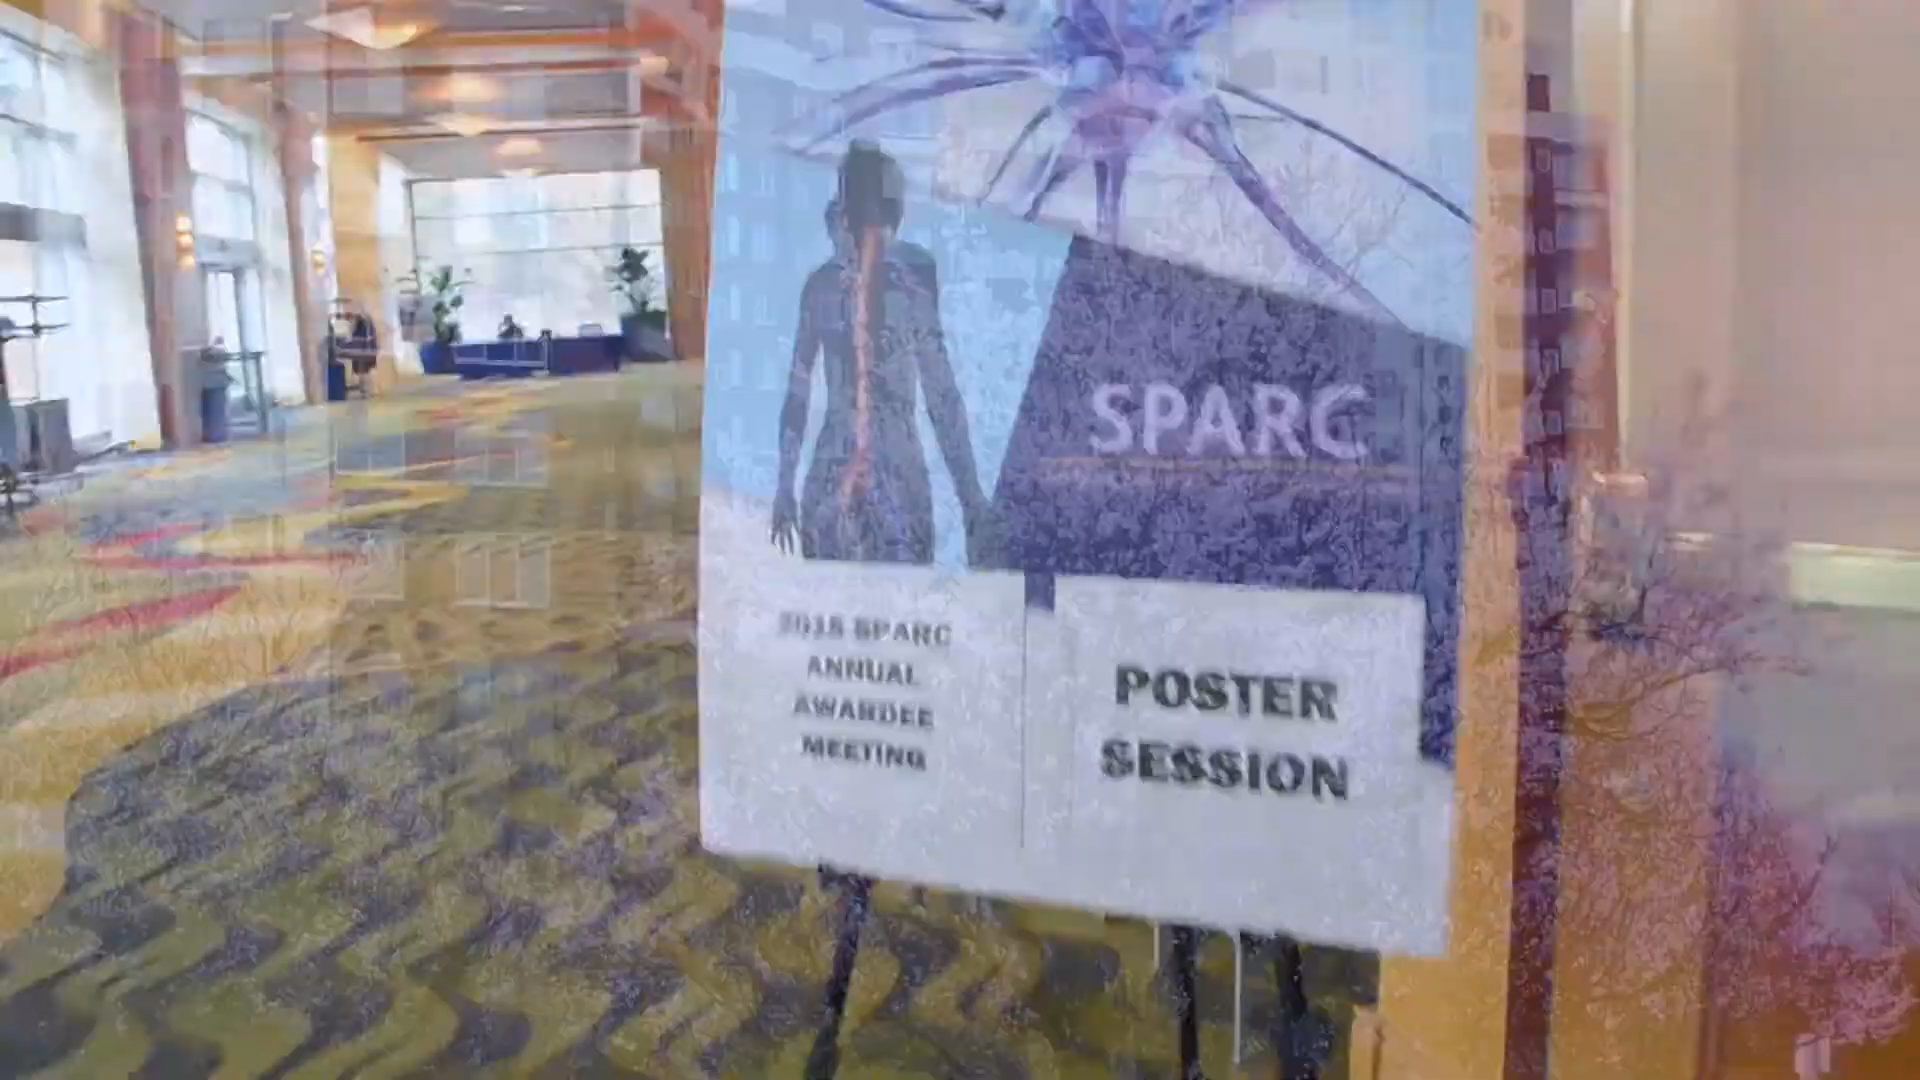 SPARC
2018 SPARC
ANNUAL
AWARDEE
MEETING
POSTER
SESSION